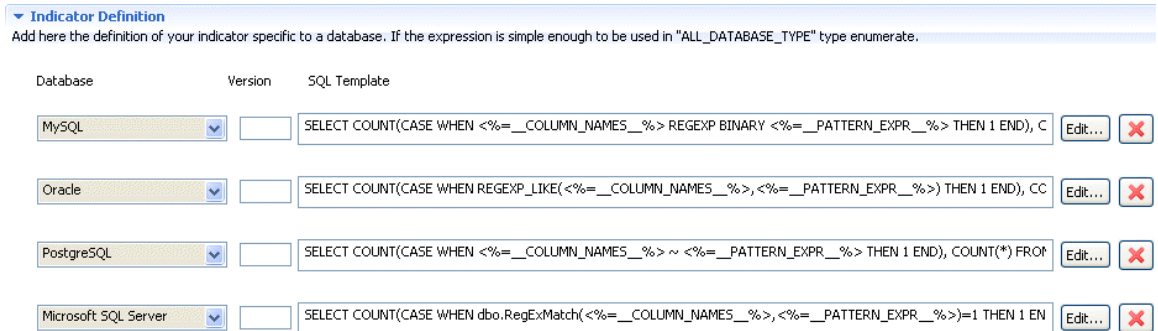 Indicator Definition
Add here the definition of your indicator specific to a database. If the expression is simple enough to be used in "ALL_DATABASE_TYPE" type enumerate.
Database Version SQL Template
MySQL SELECT COUNT(CASE WHEN <%=__COLUMN_NAMES__%> REGEXP BINARY <%=__PATTERN_EXPR__%> THEN 1 END), C Edit...
Oracle SELECT COUNT(CASE WHEN REGEXP_LIKE(<%=__COLUMN_NAMES__%>,<%=__PATTERN_EXPR__%>) THEN 1 END), CO Edit...
PostgreSQL SELECT COUNT(CASE WHEN <%=__COLUMN_NAMES__%> ~ <%=__PATTERN_EXPR__%> THEN 1 END), COUNT(*) FROM Edit...
Microsoft SQL Server SELECT COUNT(CASE WHEN dbo.RegExMatch(<%=__COLUMN_NAMES__%>,<%=__PATTERN_EXPR__%>)=1 THEN 1 EN Edit...